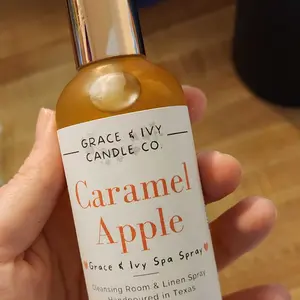 GRACE & IVY
CANDLE CO.
Caramel
Apple
Grace & Ivy Spa Spray
Cleansing Room & Linen Spray
Handpoured in Texas